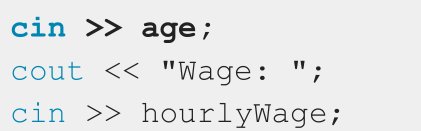 cin >> age;
cout << "Wage: ";
cin >> hourlyWage;